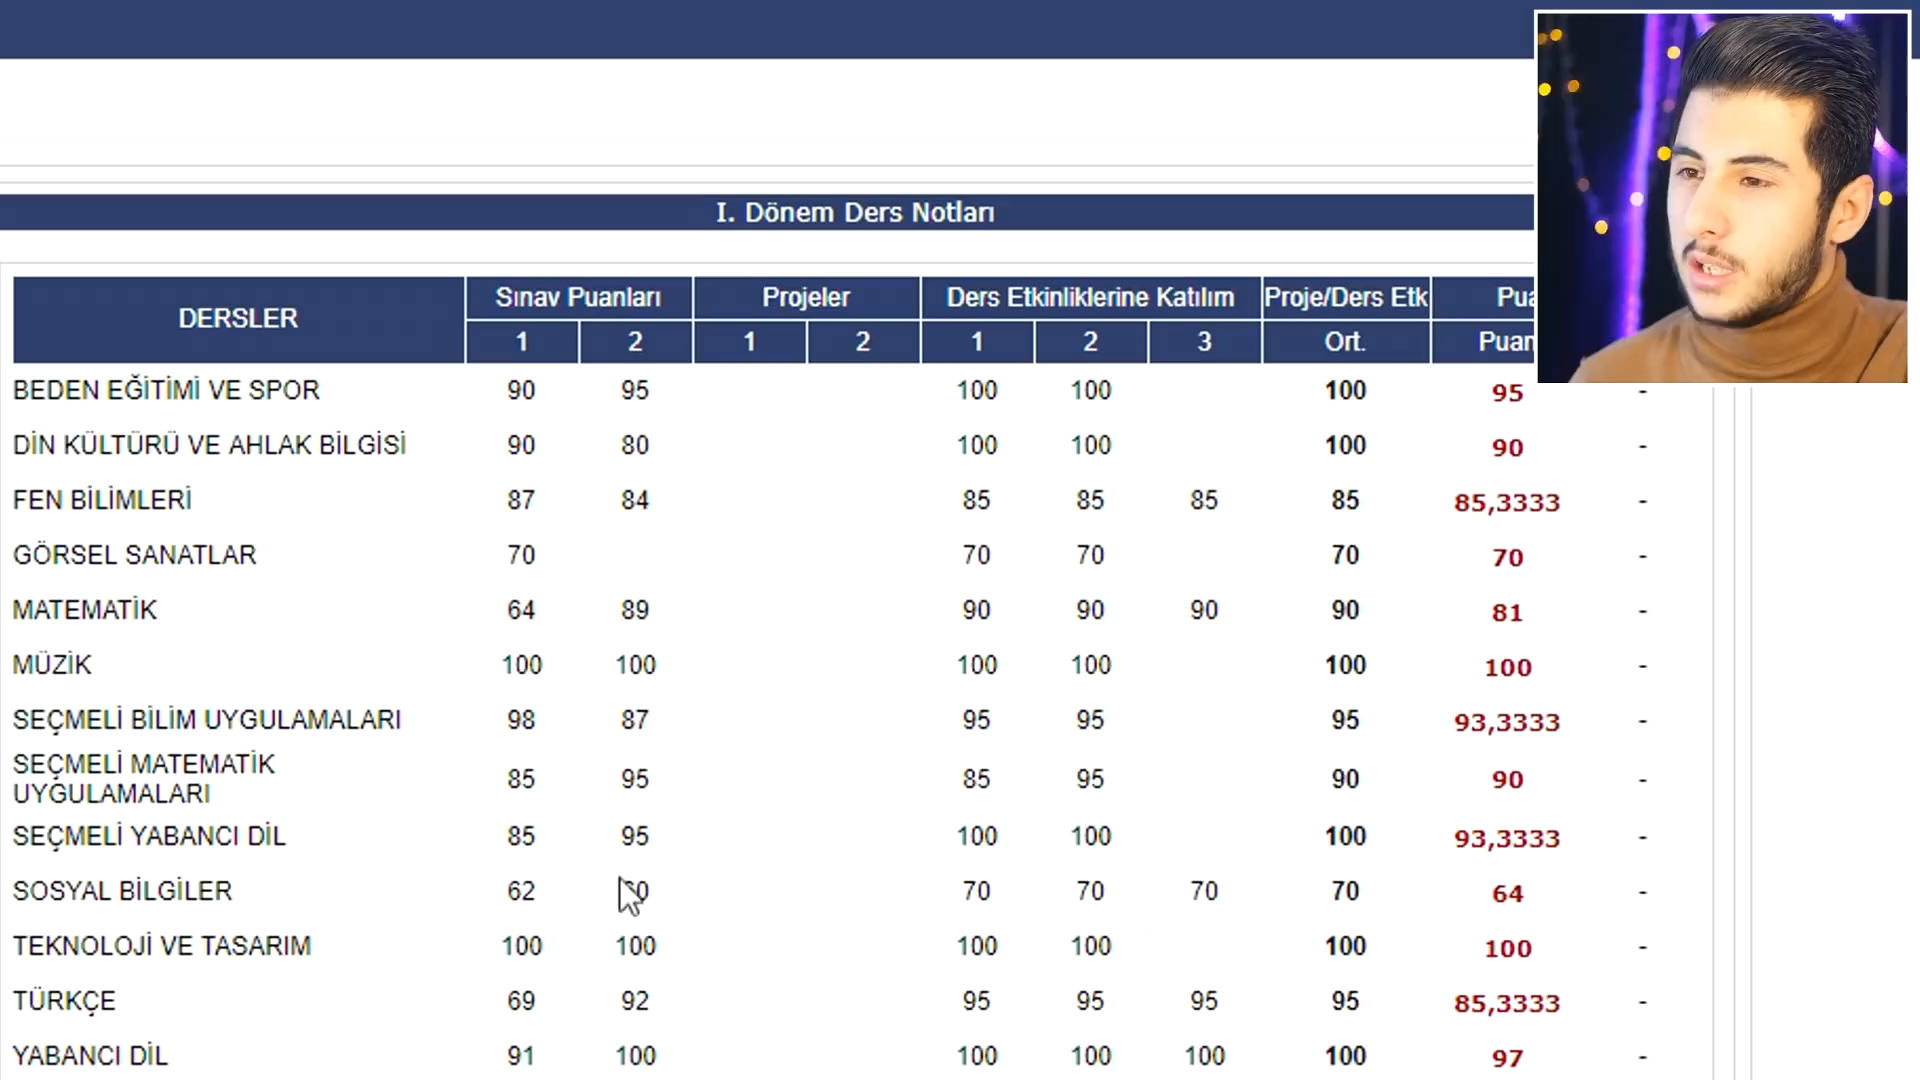 I. Dönem Ders Notları
DERSLER Sınav Puanları Projeler Ders Etkinliklerine Katılım Proje/Ders Etk
1 2 1 2 1 2 3 Ort.
BEDEN EĞİTİMİ VE SPOR 90 95 100 100 100 95 -
DİN KÜLTÜRÜ VE AHLAK BİLGİSİ 90 80 100 100 100 90 -
FEN BİLİMLERİ 87 84 85 85 85 85 85,3333 -
GÖRSEL SANATLAR 70 70 70 70 70 -
MATEMATİK 64 89 90 90 90 90 81 -
MÜZİK 100 100 100 100 100 100 -
SEÇMELİ BİLİM UYGULAMALARI 98 87 95 95 95 93,3333 -
SEÇMELİ MATEMATİK
UYGULAMALARI 85 95 85 95 90 90 -
SEÇMELİ YABANCI DİL 85 95 100 100 100 93,3333 -
SOSYAL BİLGİLER 62 70 70 70 70 64 -
TEKNOLOJİ VE TASARIM 100 100 100 100 100 100 -
TÜRKÇE 69 92 95 95 95 95 85,3333 -
YABANCI DİL 91 100 100 100 100 100 97 -